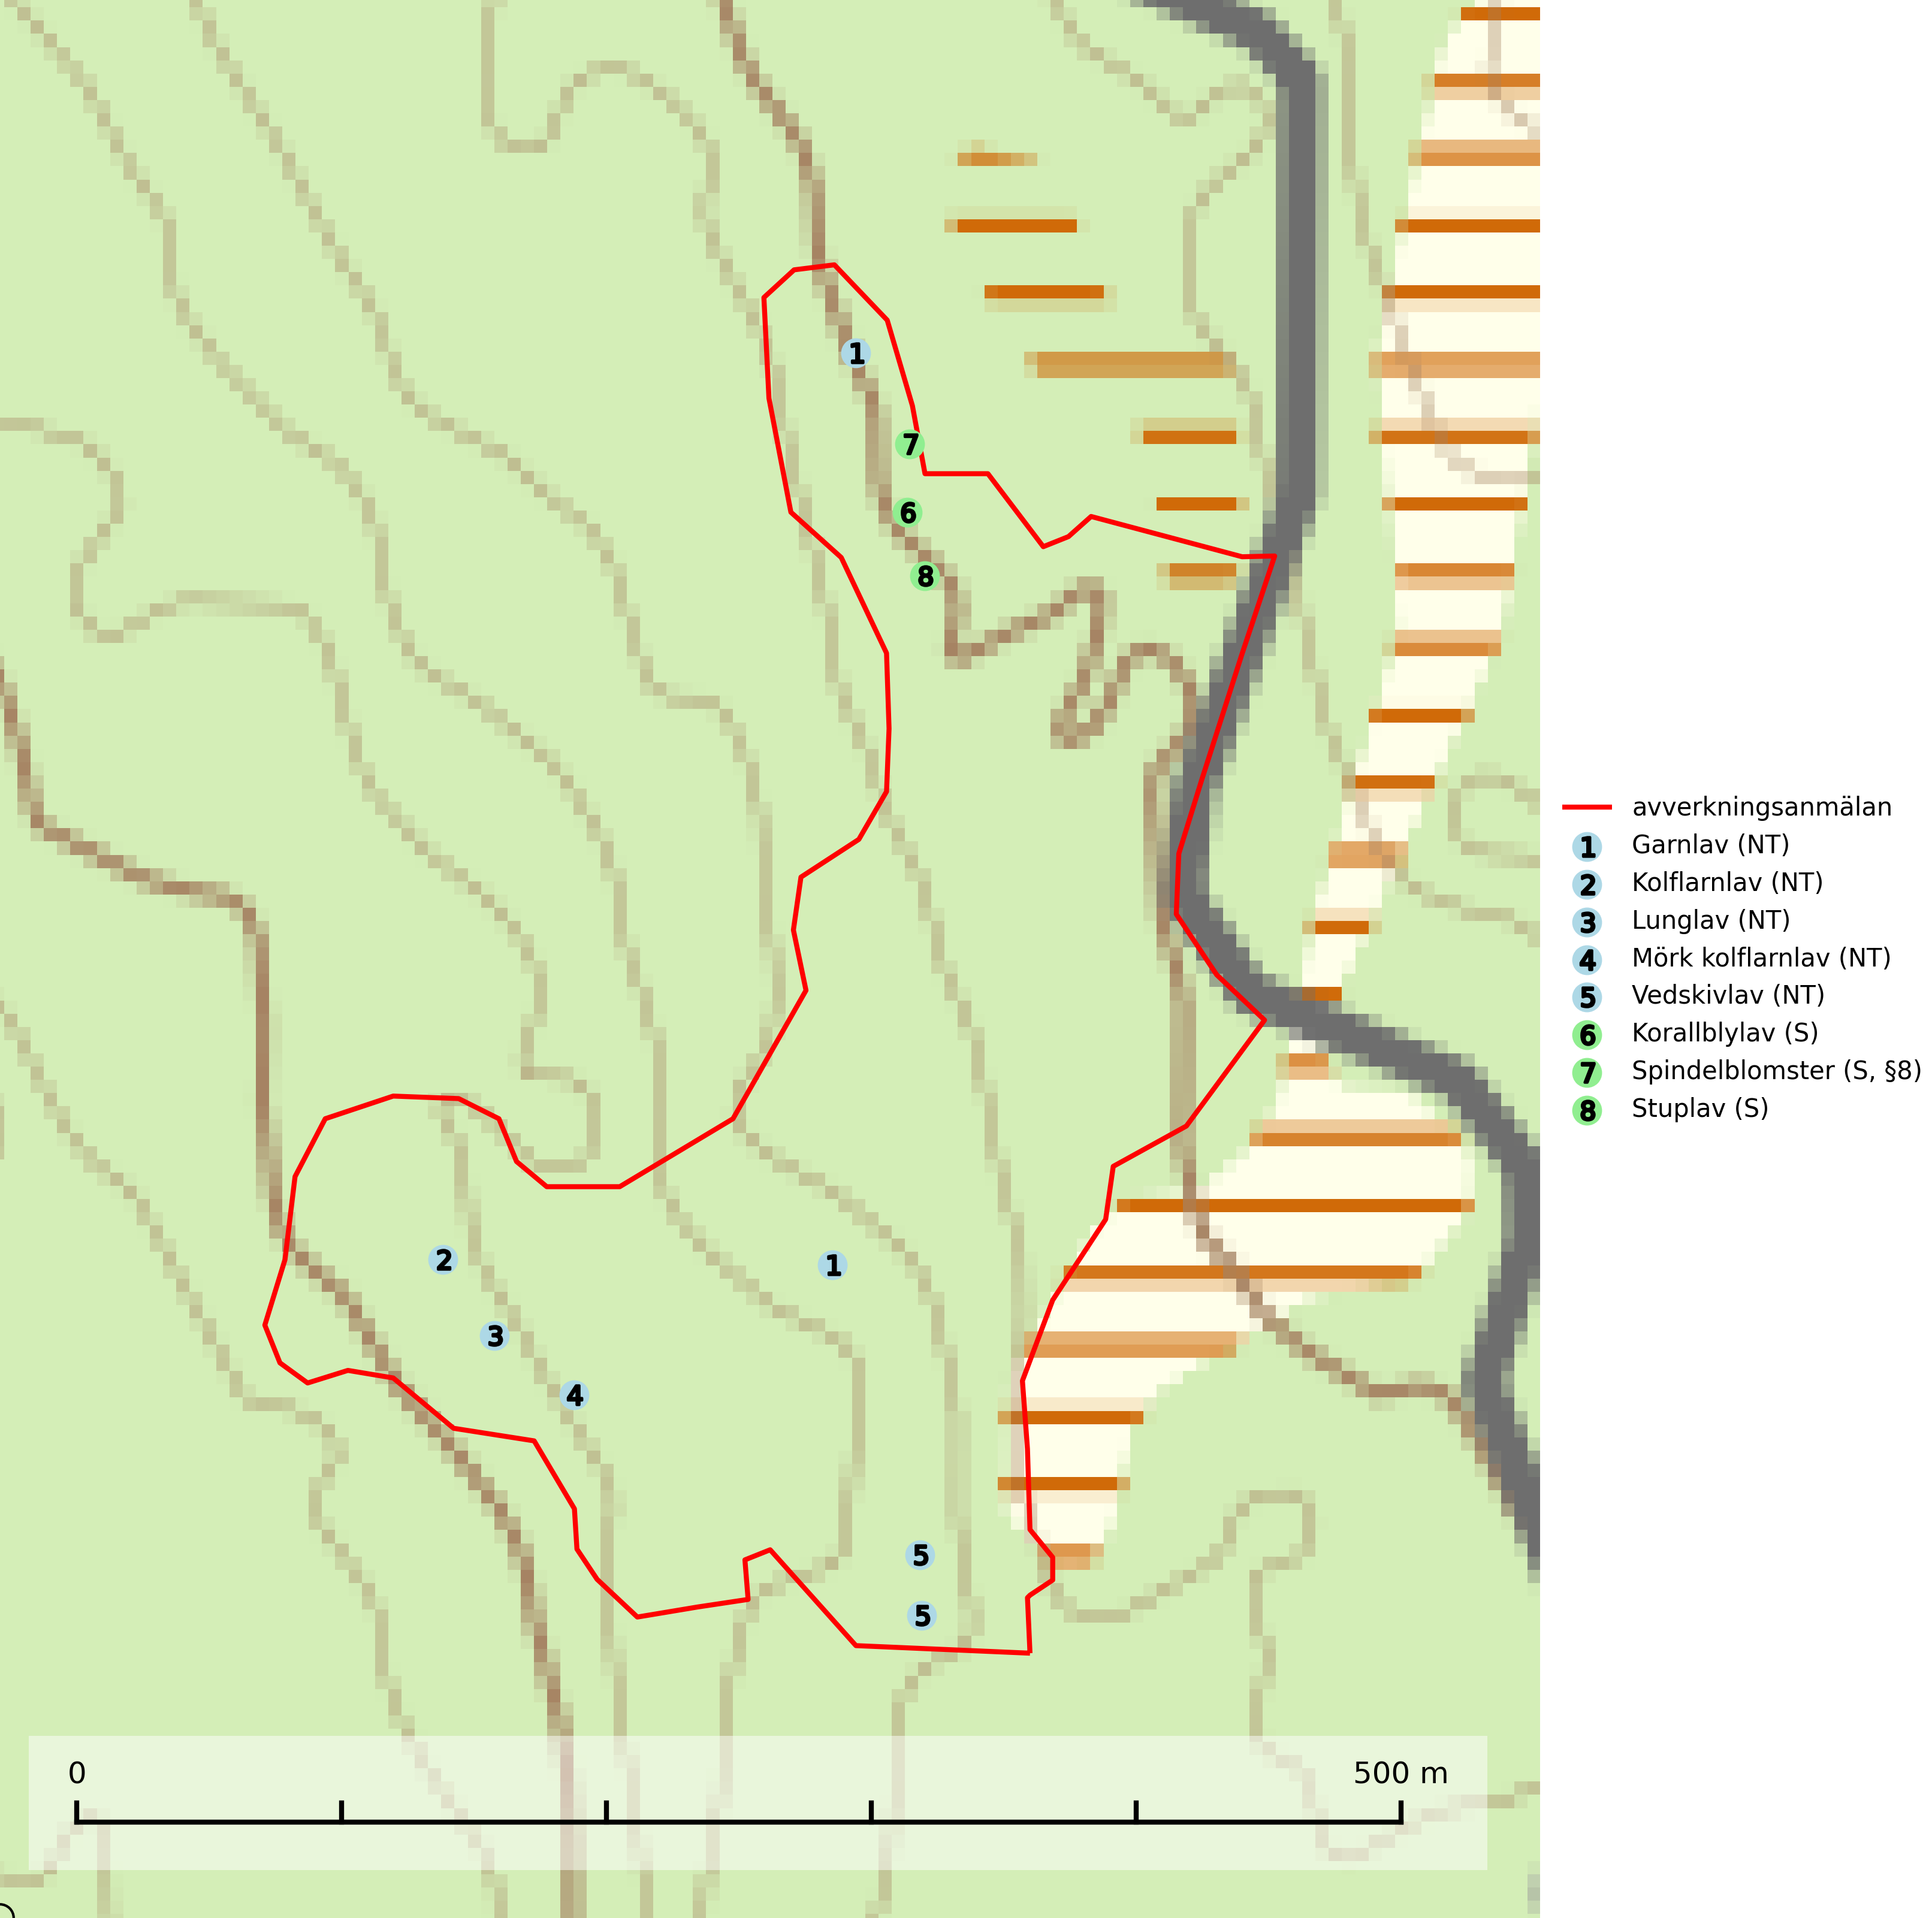 1
7
6
8
2
1
3
4
5
5
avverkningsanmälan
1 Garnlav (NT)
2 Kolflarnlav (NT)
3 Lunglav (NT)
4 Mörk kolflarnlav (NT)
5 Vedskivlav (NT)
6 Korallblylav (S)
7 Spindelblomster (S, §8)
8 Stuplav (S)
0 500 m